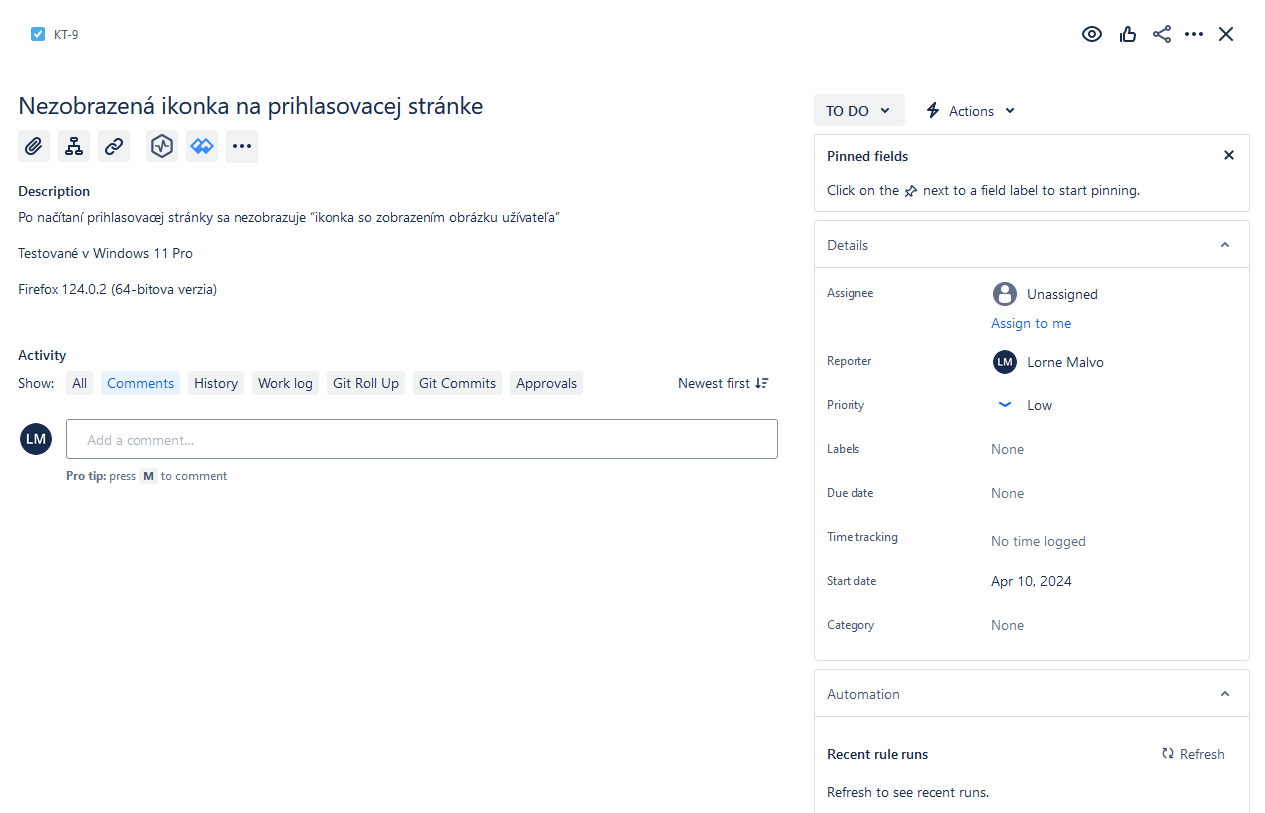 KT-9
Nezobrazená ikonka na prihlasovacej stránke
Description
Po načítaní prihlasovacej stránky sa nezobrazuje “ikonka so zobrazením obrázku užívateľa“
Testované v Windows 11 Pro
Firefox 124.0.2 (64-bitova verzia)
Activity
Show: All Comments History Work log Git Roll Up Git Commits Approvals Newest first
LM Add a comment...
Pro tip: press M to comment
TO DO Actions
Pinned fields
Click on the next to a field label to start pinning.
Details
Assignee Unassigned
Assign to me
Reporter LM Lorne Malvo
Priority Low
Labels None
Due date None
Time tracking No time logged
Start date Apr 10, 2024
Category None
Automation
Recent rule runs Refresh
Refresh to see recent runs.